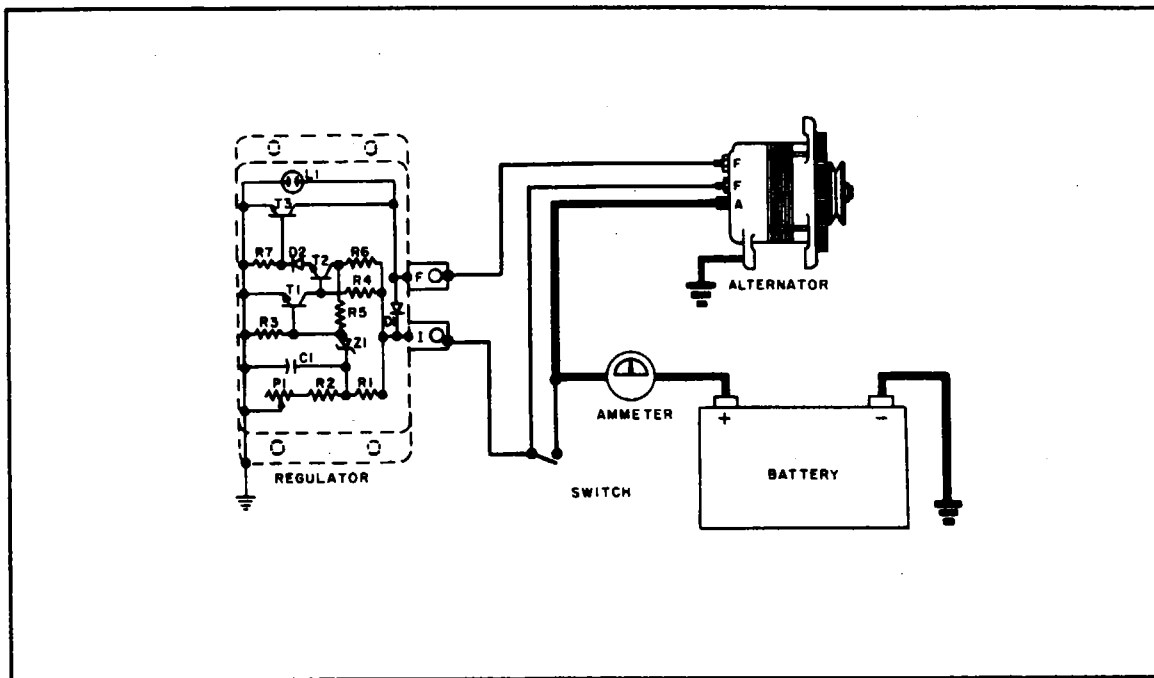 L1
T3
R7 D2 T2 R6
R4
T1
R5
R3
D1
Z1
C1
P1 R2 R1
F
I
REGULATOR
F
F
A
ALTERNATOR
AMMETER
SWITCH
+ -
BATTERY